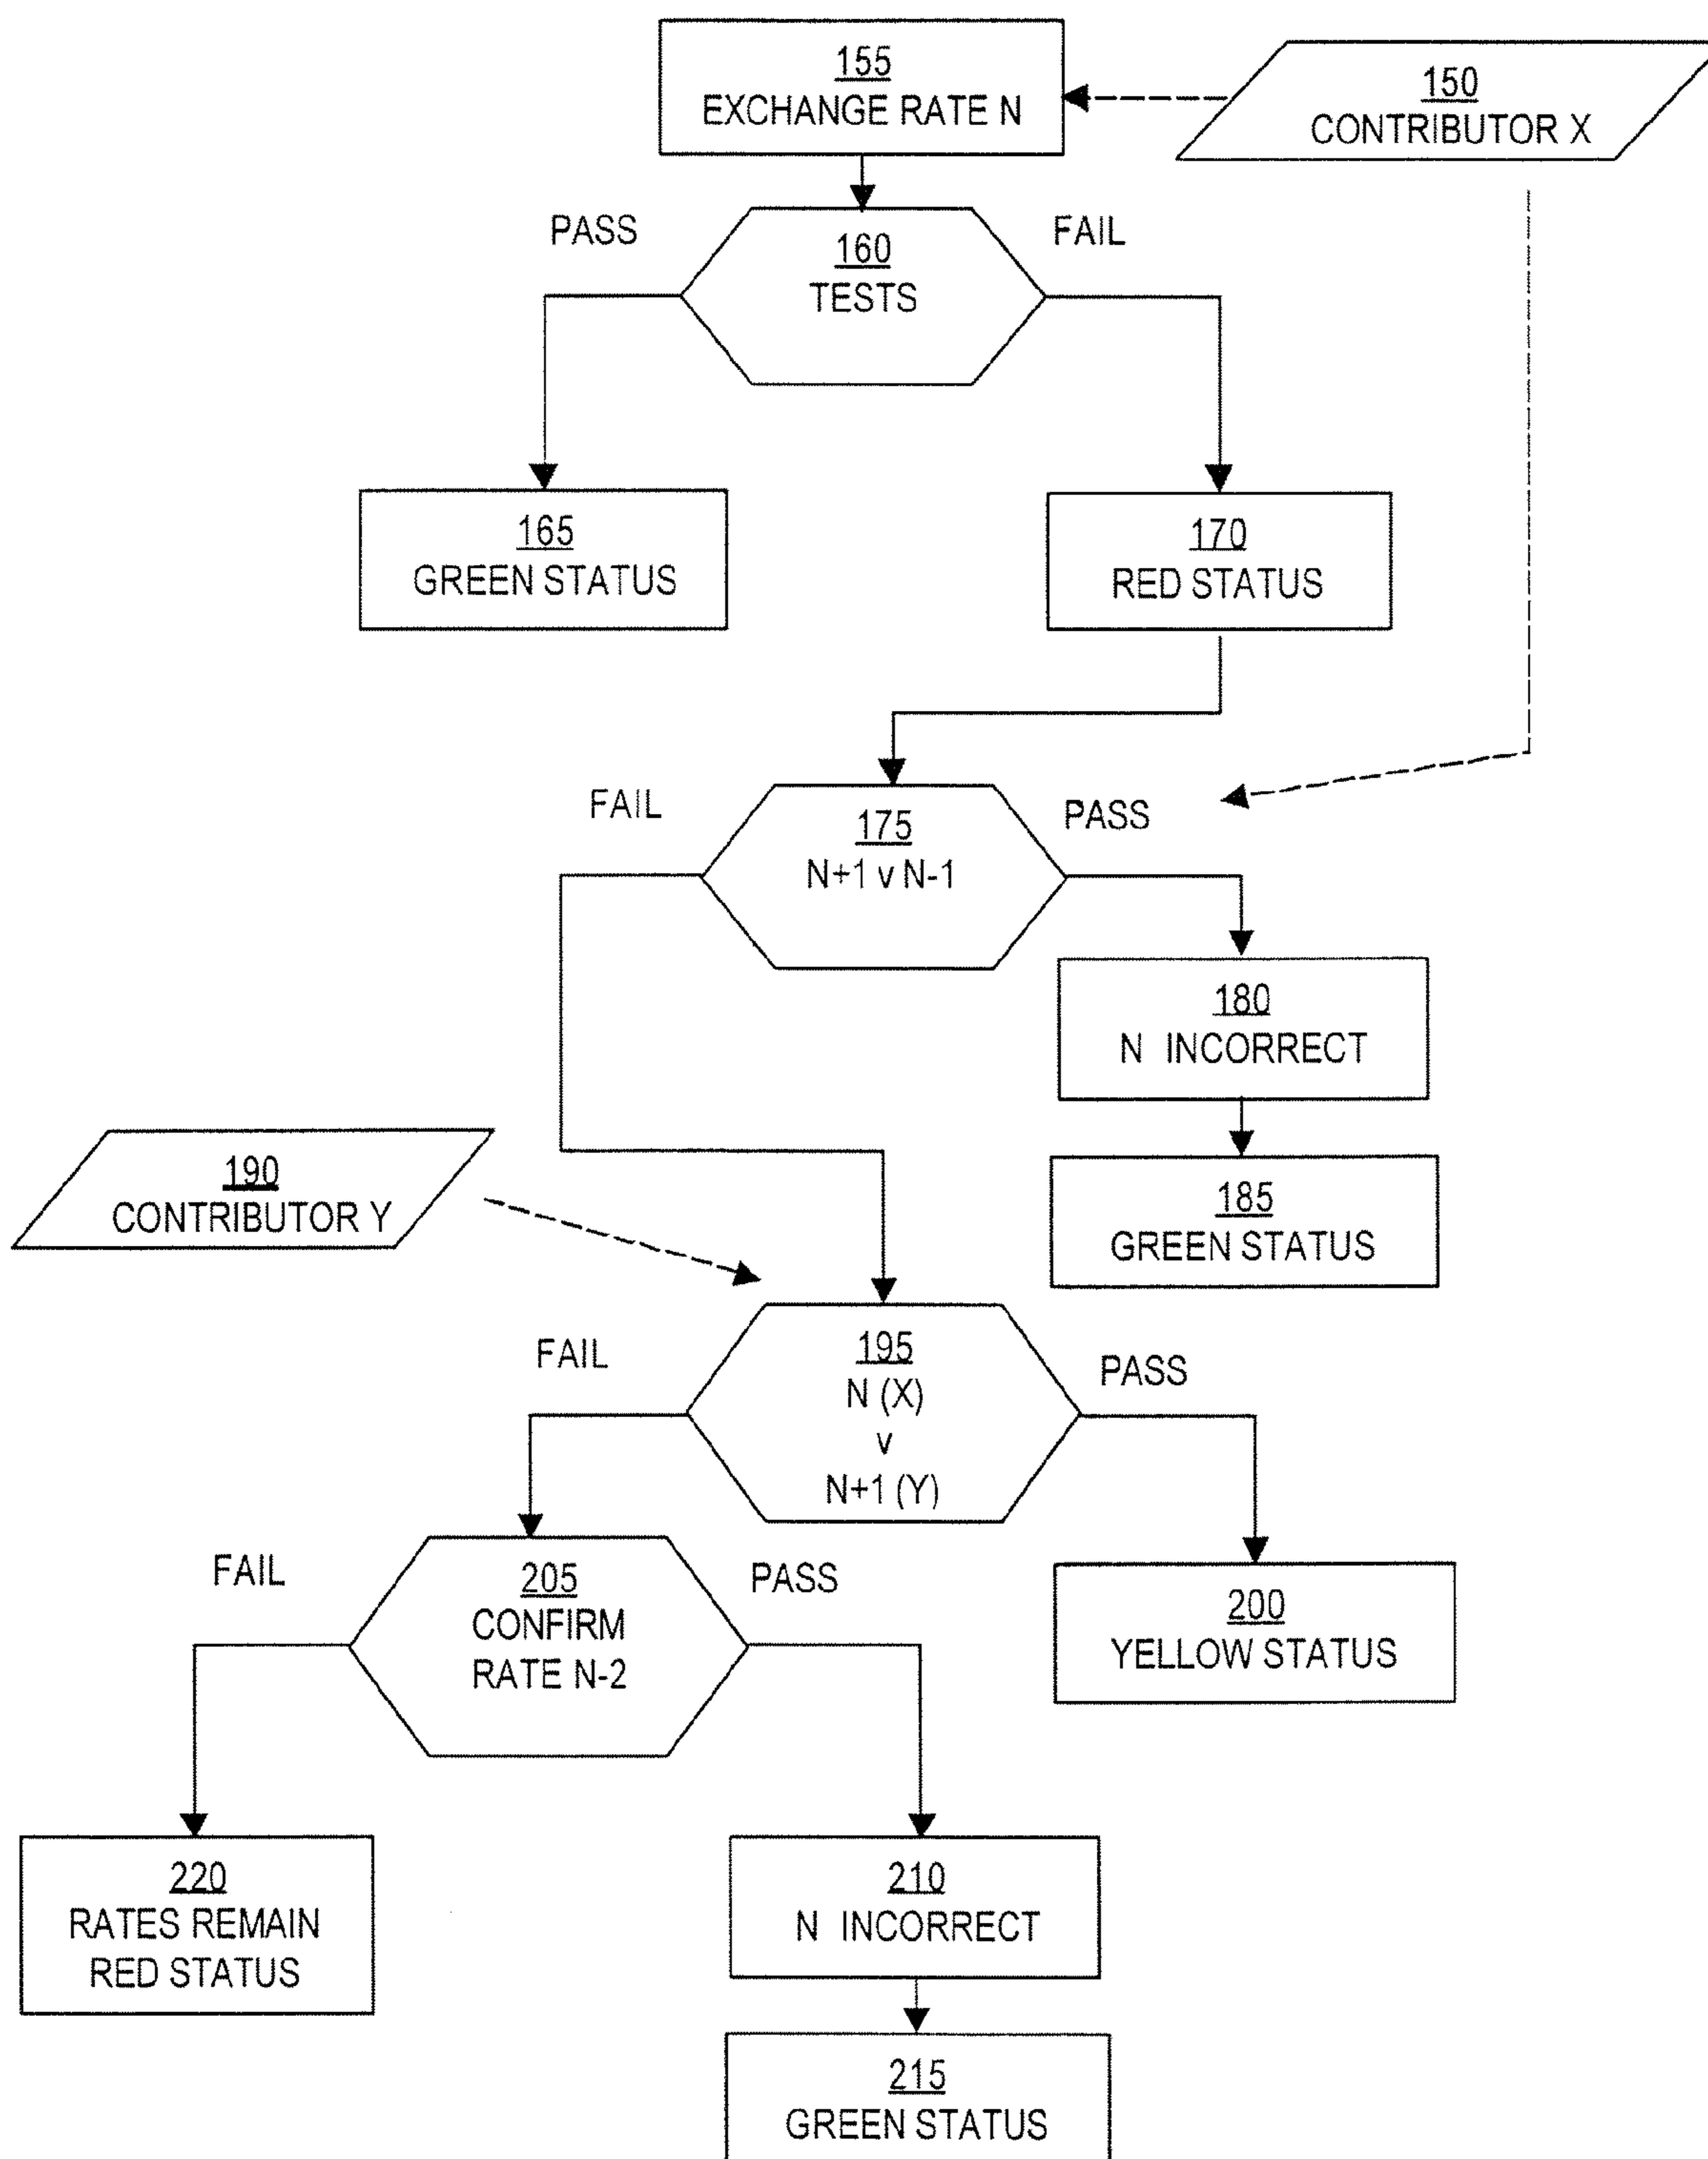 155
EXCHANGE RATE N
150
CONTRIBUTOR X
PASS
160
TESTS
FAIL
165
GREEN STATUS
170
RED STATUS
FAIL
175
N+1 v N-1
PASS
180
N INCORRECT
190
CONTRIBUTOR Y
185
GREEN STATUS
FAIL
195
N (X)
v
N+1 (Y)
PASS
FAIL
205
CONFIRM
RATE N-2
PASS
200
YELLOW STATUS
220
RATES REMAIN
RED STATUS
210
N INCORRECT
215
GREEN STATUS